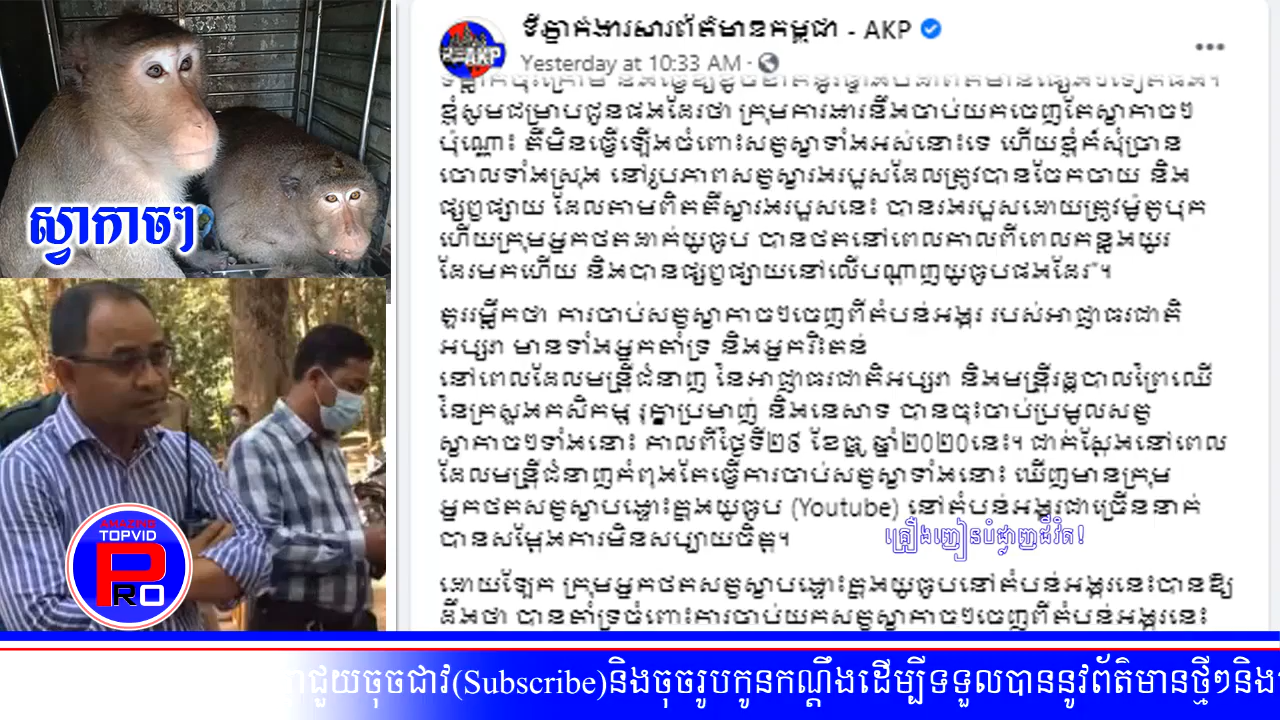 ទីភ្នាក់ងារសារព័ត៌មានកម្ពុជា - AKP
Yesterday at 10:33 AM ·
ខ្ញុំសូមជម្រាបជូនផងដែរថា ក្រុមការងារនឹងចាប់យកចេញតែស្វាកាចៗ
ប៉ុណ្ណោះ គឺមិនធ្វើឡើងចំពោះសត្វស្វាទាំងអស់នោះទេ ហើយខ្ញុំក៏សុំច្រាន
ចោលទាំងស្រុង នៅរូបភាពសត្វស្វារងរបួសដែលត្រូវបានចែកចាយ និង
ផ្សព្វផ្សាយ ដែលតាមពិតគឺស្វារងរបួសនេះ បានរងរបួសដោយត្រូវម៉ូតូបុក
ហើយក្រុមអ្នកថតដាក់យូធូប បានថតនៅពេលកាលពីពេលកន្លងយូរ
ដែរមកហើយ និងបានផ្សព្វផ្សាយនៅលើបណ្តាញយូធូបផងដែរ"។
គួររម្លឹកថា ការចាប់សត្វស្វាកាចៗចេញពីតំបន់អង្គរ របស់អាជ្ញាធរជាតិ
អប្សរា មានទាំងអ្នកគាំទ្រ និងអ្នករិះគន់
នៅពេលដែលមន្ត្រីជំនាញ នៃអាជ្ញាធរជាតិអប្សរា និងមន្ត្រីរដ្ឋបាលព្រៃឈើ
នៃក្រសួងកសិកម្ម រុក្ខាប្រមាញ់ និងនេសាទ បានចុះចាប់ប្រមូលសត្វ
ស្វាកាចៗទាំងនោះ កាលពីថ្ងៃទី២៩ ខែធ្នូ ឆ្នាំ២០២០នេះ។ ជាក់ស្តែងនៅពេល
ដែលមន្ត្រីជំនាញកំពុងតែធ្វើការចាប់សត្វស្វាទាំងនោះ ឃើញមានក្រុម
អ្នកថតសត្វស្វាបង្ហោះក្នុងយូធូប (Youtube) នៅតំបន់អង្គរជាច្រើននាក់
បានសម្តែងការមិនសប្បាយចិត្ត។
គ្រឿងញៀនបំផ្លាញជីវិត!
ដោយឡែក ក្រុមអ្នកថតសត្វស្វាបង្ហោះក្នុងយូធូបនៅតំបន់អង្គរនេះបានឱ្យ
ដឹងថា បានគាំទ្រចំពោះការចាប់យកសត្វស្វាកាចៗចេញពីតំបន់អង្គរនេះ
ស្វាកាចៗ
AKP
AMAZING
TOPVID
PRO
ជួយចុចជាវ(Subscribe)និងចុចរូបកូនកណ្ដឹងដើម្បីទទួលបាននូវព័ត៌មានថ្មីៗនិង